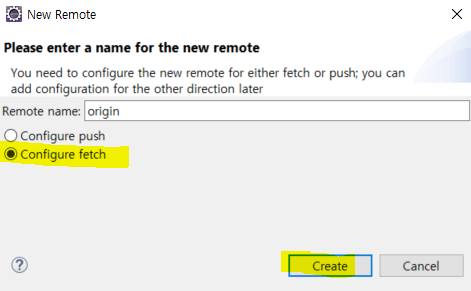 New Remote
Please enter a name for the new remote
You need to configure the new remote for either fetch or push; you can
add configuration for the other direction later
Remote name: origin
Configure push
Configure fetch
?
Create Cancel